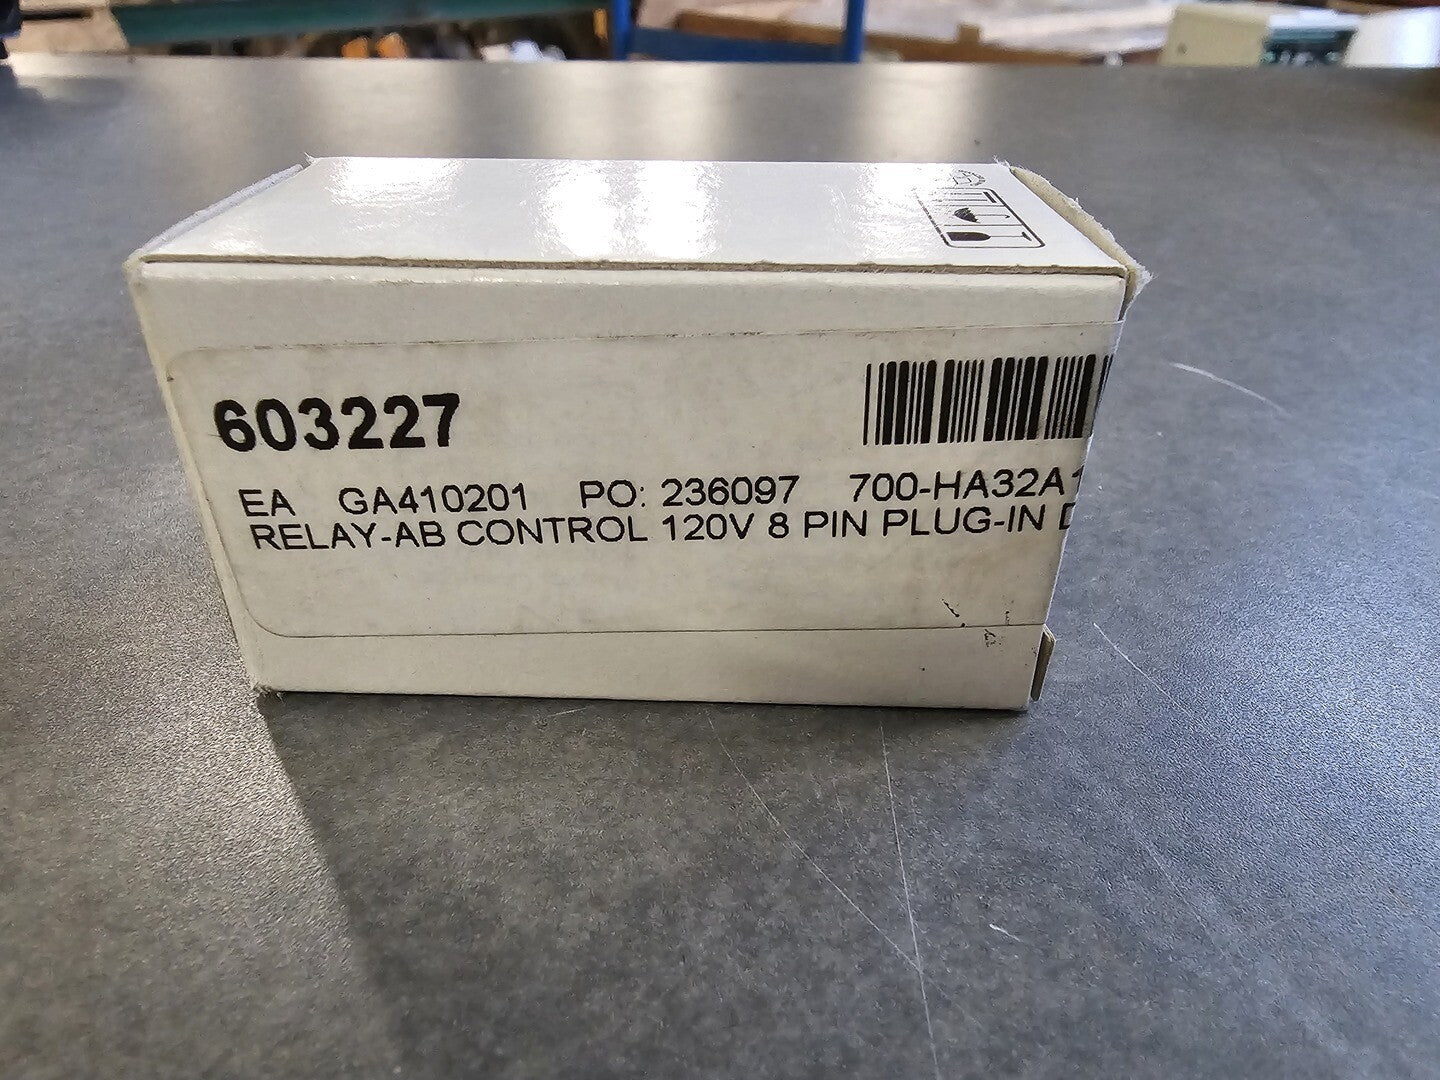 603227
EA GA410201 PO: 236097 700-HA32A1
RELAY-AB CONTROL 120V 8 PIN PLUG-IN